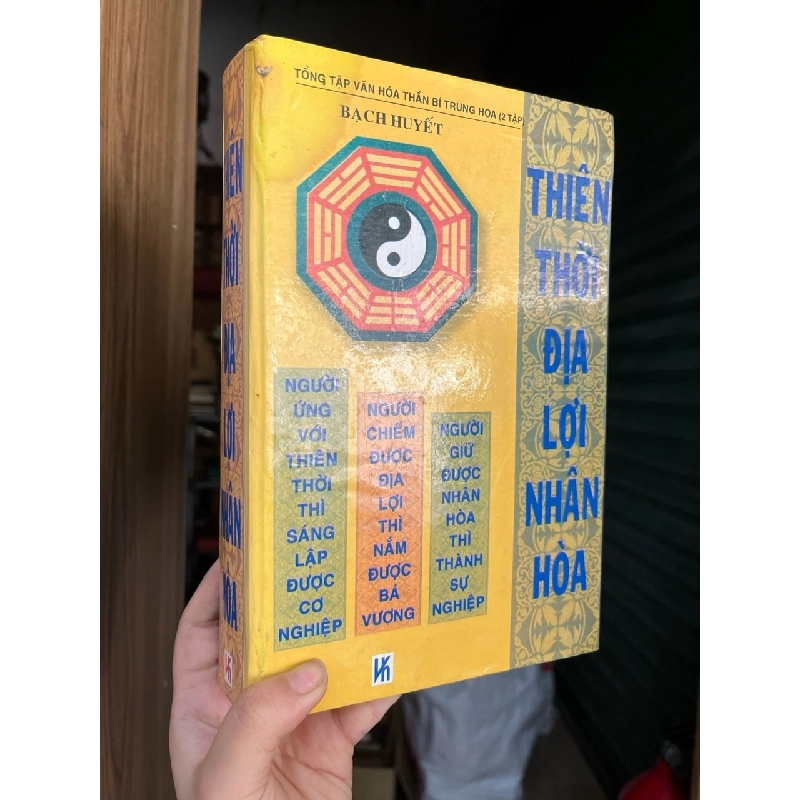 TỔNG TẬP VĂN HÓA THẦN BÍ TRUNG HOA (2 TẬP)
BẠCH HUYẾT
THIÊN
THỜI
ĐỊA
LỢI
NHÂN
HÒA
NGƯỜI
ỨNG
VỚI
THIÊN
THỜI
THÌ
SÁNG
LẬP
ĐƯỢC
CƠ
NGHIỆP
NGƯỜI
CHIẾM
ĐƯỢC
ĐỊA
LỢI
THÌ
NẮM
ĐƯỢC
BÁ
VƯƠNG
NGƯỜI
GIỮ
ĐƯỢC
NHÂN
HÒA
THÌ
THÀNH
SỰ
NGHIỆP
THIÊN
THỜI
ĐỊA
LỢI
NHÂN
HÒA